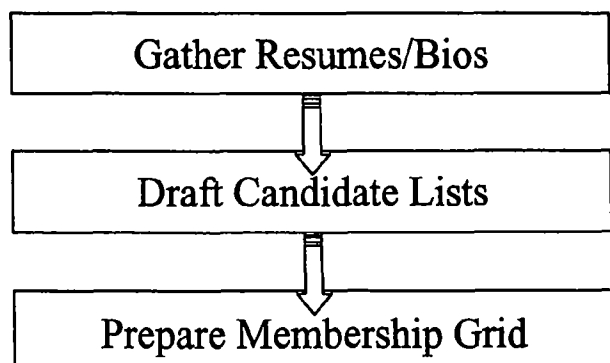 Gather Resumes/Bios
Draft Candidate Lists
Prepare Membership Grid